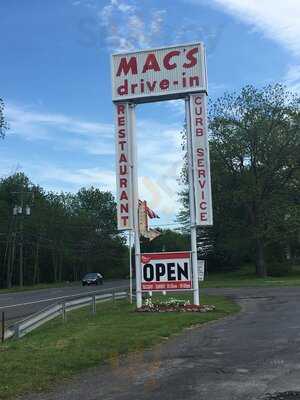 MAC'S
drive-in
RESTAURANT
CURB SERVICE
OPEN